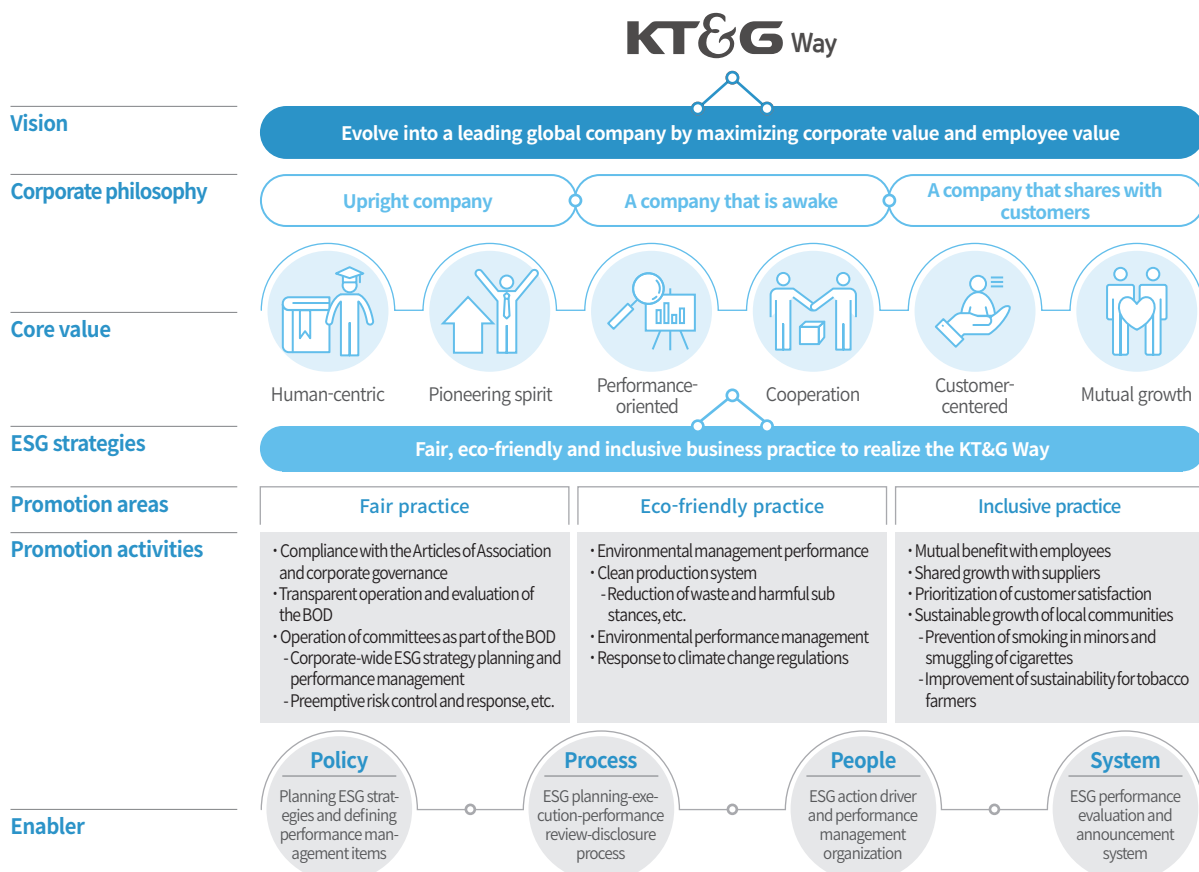 KT&G Way
Vision
Evolve into a leading global company by maximizing corporate value and employee value
Corporate philosophy
Upright company
A company that is awake
A company that shares with
customers
Core value
Human-centric
Pioneering spirit
Performance-
oriented
Cooperation
Customer-
centered
Mutual growth
ESG strategies
Fair, eco-friendly and inclusive business practice to realize the KT&G Way
Promotion areas
Fair practice
Eco-friendly practice
Inclusive practice
Promotion activities
· Compliance with the Articles of Association
and corporate governance
· Transparent operation and evaluation of
the BOD
· Operation of committees as part of the BOD
- Corporate-wide ESG strategy planning and
performance management
- Preemptive risk control and response, etc.
· Environmental management performance
· Clean production system
- Reduction of waste and harmful sub
stances, etc.
· Environmental performance management
· Response to climate change regulations
· Mutual benefit with employees
· Shared growth with suppliers
· Prioritization of customer satisfaction
· Sustainable growth of local communities
- Prevention of smoking in minors and
smuggling of cigarettes
- Improvement of sustainability for tobacco
farmers
Enabler
Policy
Planning ESG strat-
egies and defining
performance man-
agement items
Process
ESG planning-exe-
cution-performance
review-disclosure
process
People
ESG action driver
and performance
management
organization
System
ESG performance
evaluation and
announcement
system